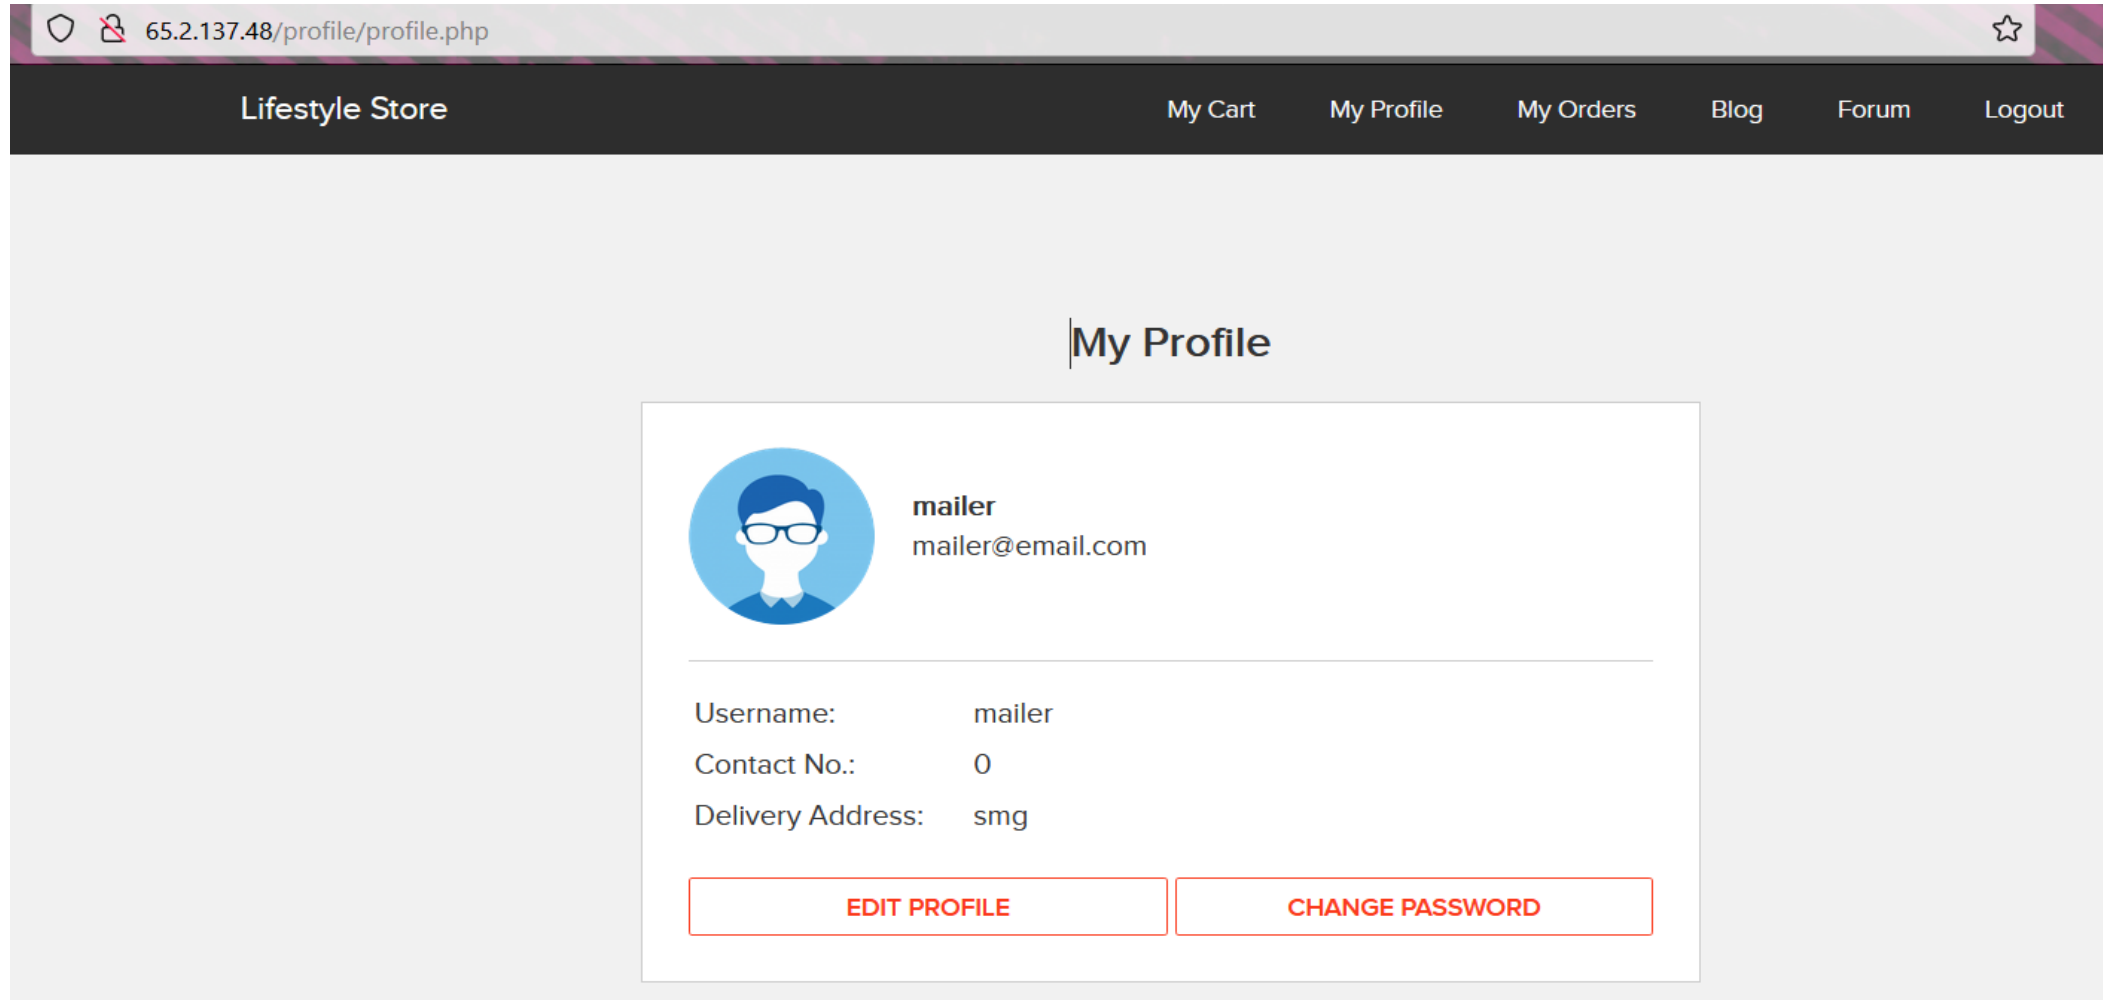 65.2.137.48/profile/profile.php
Lifestyle Store My Cart My Profile My Orders Blog Forum Logout
My Profile
mailer
mailer@email.com
Username: mailer
Contact No.: 0
Delivery Address: smg
EDIT PROFILE CHANGE PASSWORD